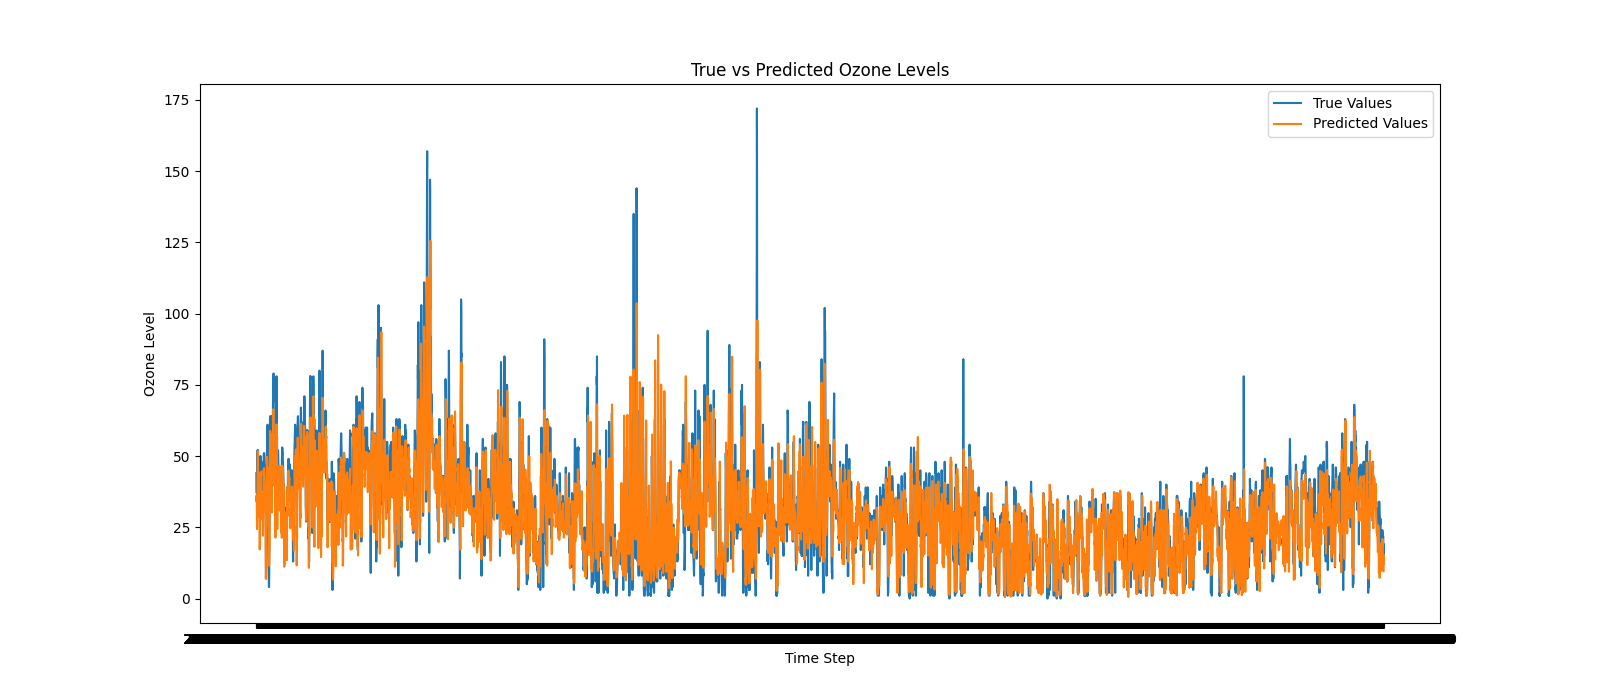 True vs Predicted Ozone Levels
True Values
Predicted Values
175
150
125
100
75
50
25
0
Ozone Level
Time Step